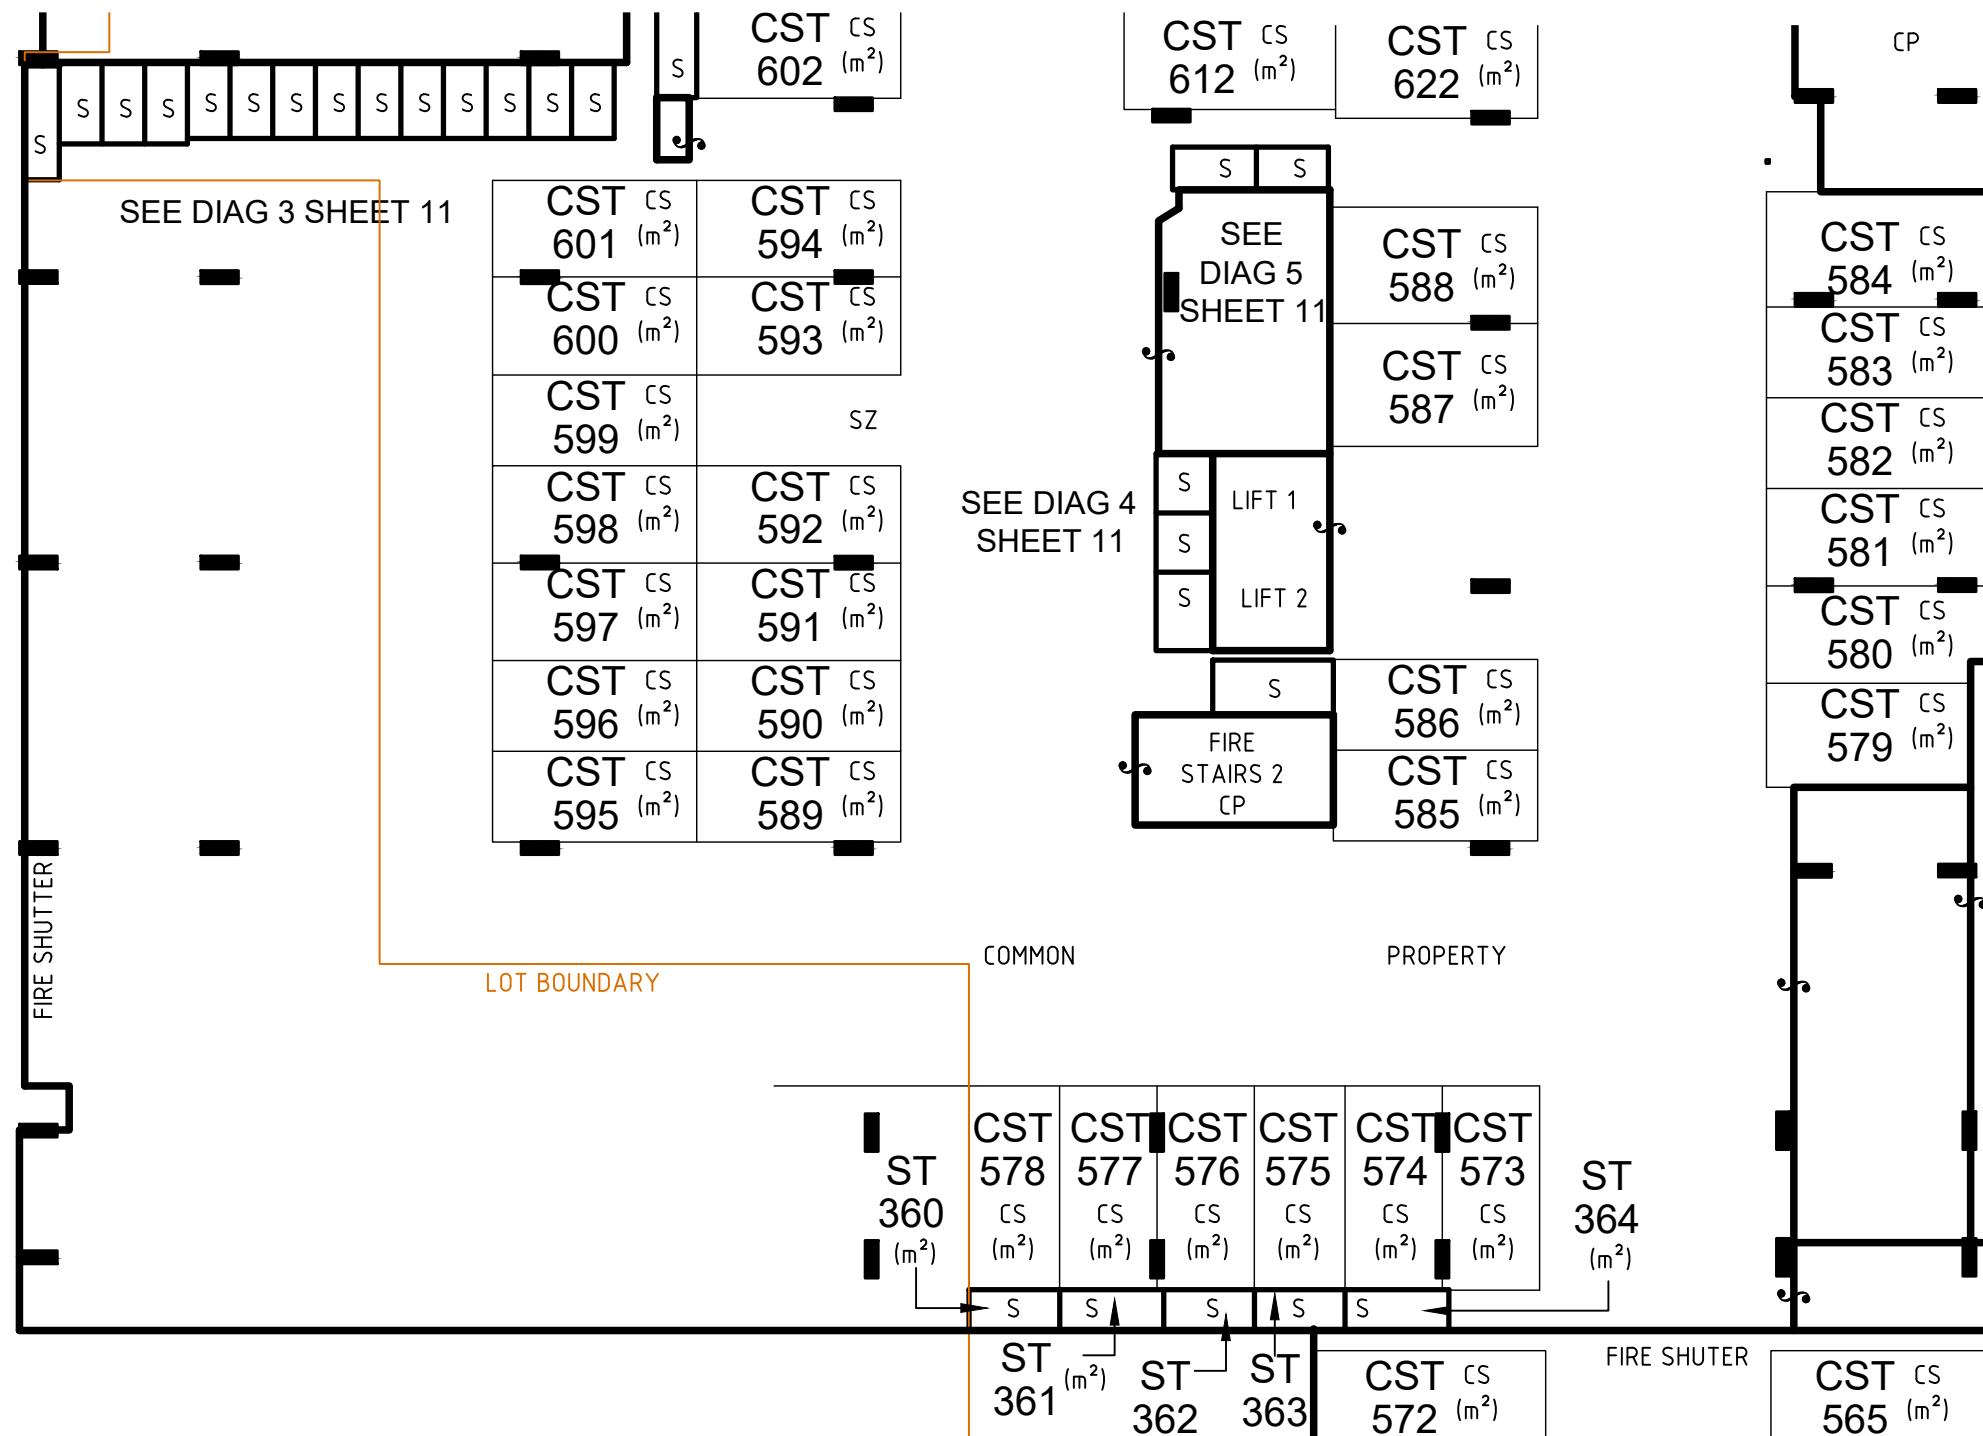 CST CS
602 (m²)
CST CS
612 (m²)
CST CS
622 (m²)
CP
S
S S S S S S S S S S S S S
S
S S
SEE DIAG 3 SHEET 11
CST CS
601 (m²)
CST CS
594 (m²)
SEE
DIAG 5
SHEET 11
CST CS
588 (m²)
CST CS
584 (m²)
CST CS
600 (m²)
CST CS
593 (m²)
CST CS
583 (m²)
CST CS
599 (m²)
SZ
CST CS
587 (m²)
CST CS
582 (m²)
CST CS
598 (m²)
CST CS
592 (m²)
SEE DIAG 4
SHEET 11
S
S
S
LIFT 1
LIFT 2
CST CS
581 (m²)
CST CS
597 (m²)
CST CS
591 (m²)
CST CS
580 (m²)
CST CS
596 (m²)
CST CS
590 (m²)
S
CST CS
586 (m²)
CST CS
579 (m²)
CST CS
595 (m²)
CST CS
589 (m²)
FIRE
STAIRS 2
CP
CST CS
585 (m²)
FIRE SHUTTER
COMMON PROPERTY
LOT BOUNDARY
ST
360
(m²)
CST
578
CS
(m²)
CST
577
CS
(m²)
CST
576
CS
(m²)
CST
575
CS
(m²)
CST
574
CS
(m²)
CST
573
CS
(m²)
ST
364
(m²)
S S S S S
ST
361 (m²)
ST
362
ST
363
CST CS
572 (m²)
FIRE SHUTER
CST CS
565 (m²)